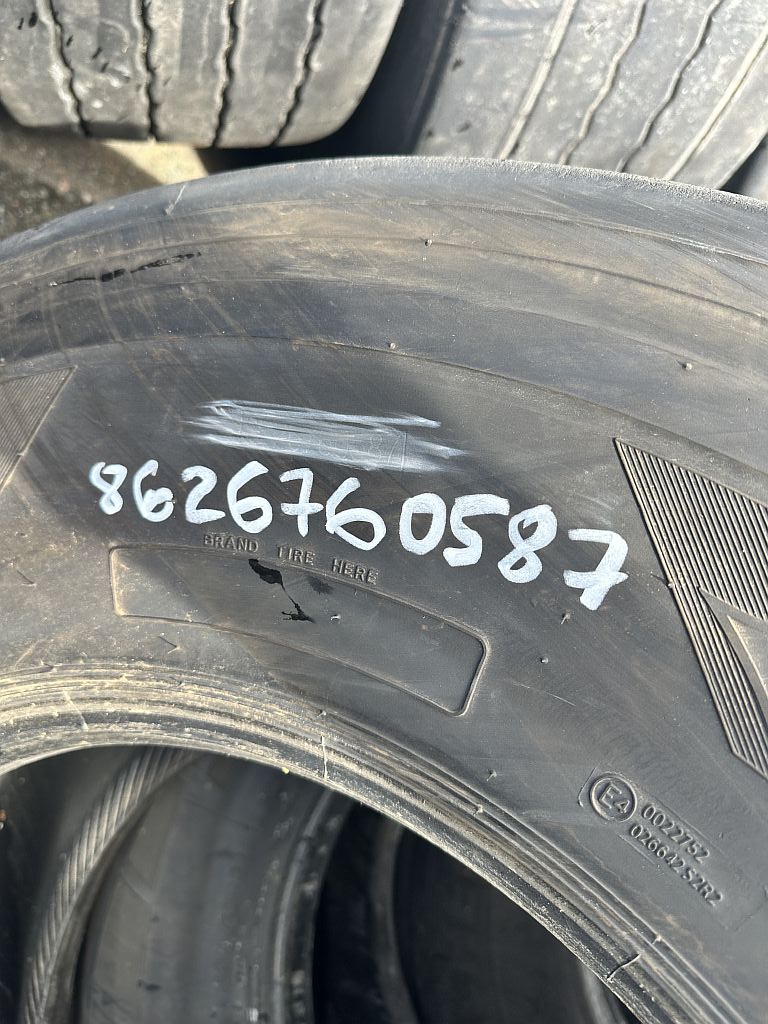 8626760587
BRAND TIRE HERE
E4 0022752
026642 S2R2